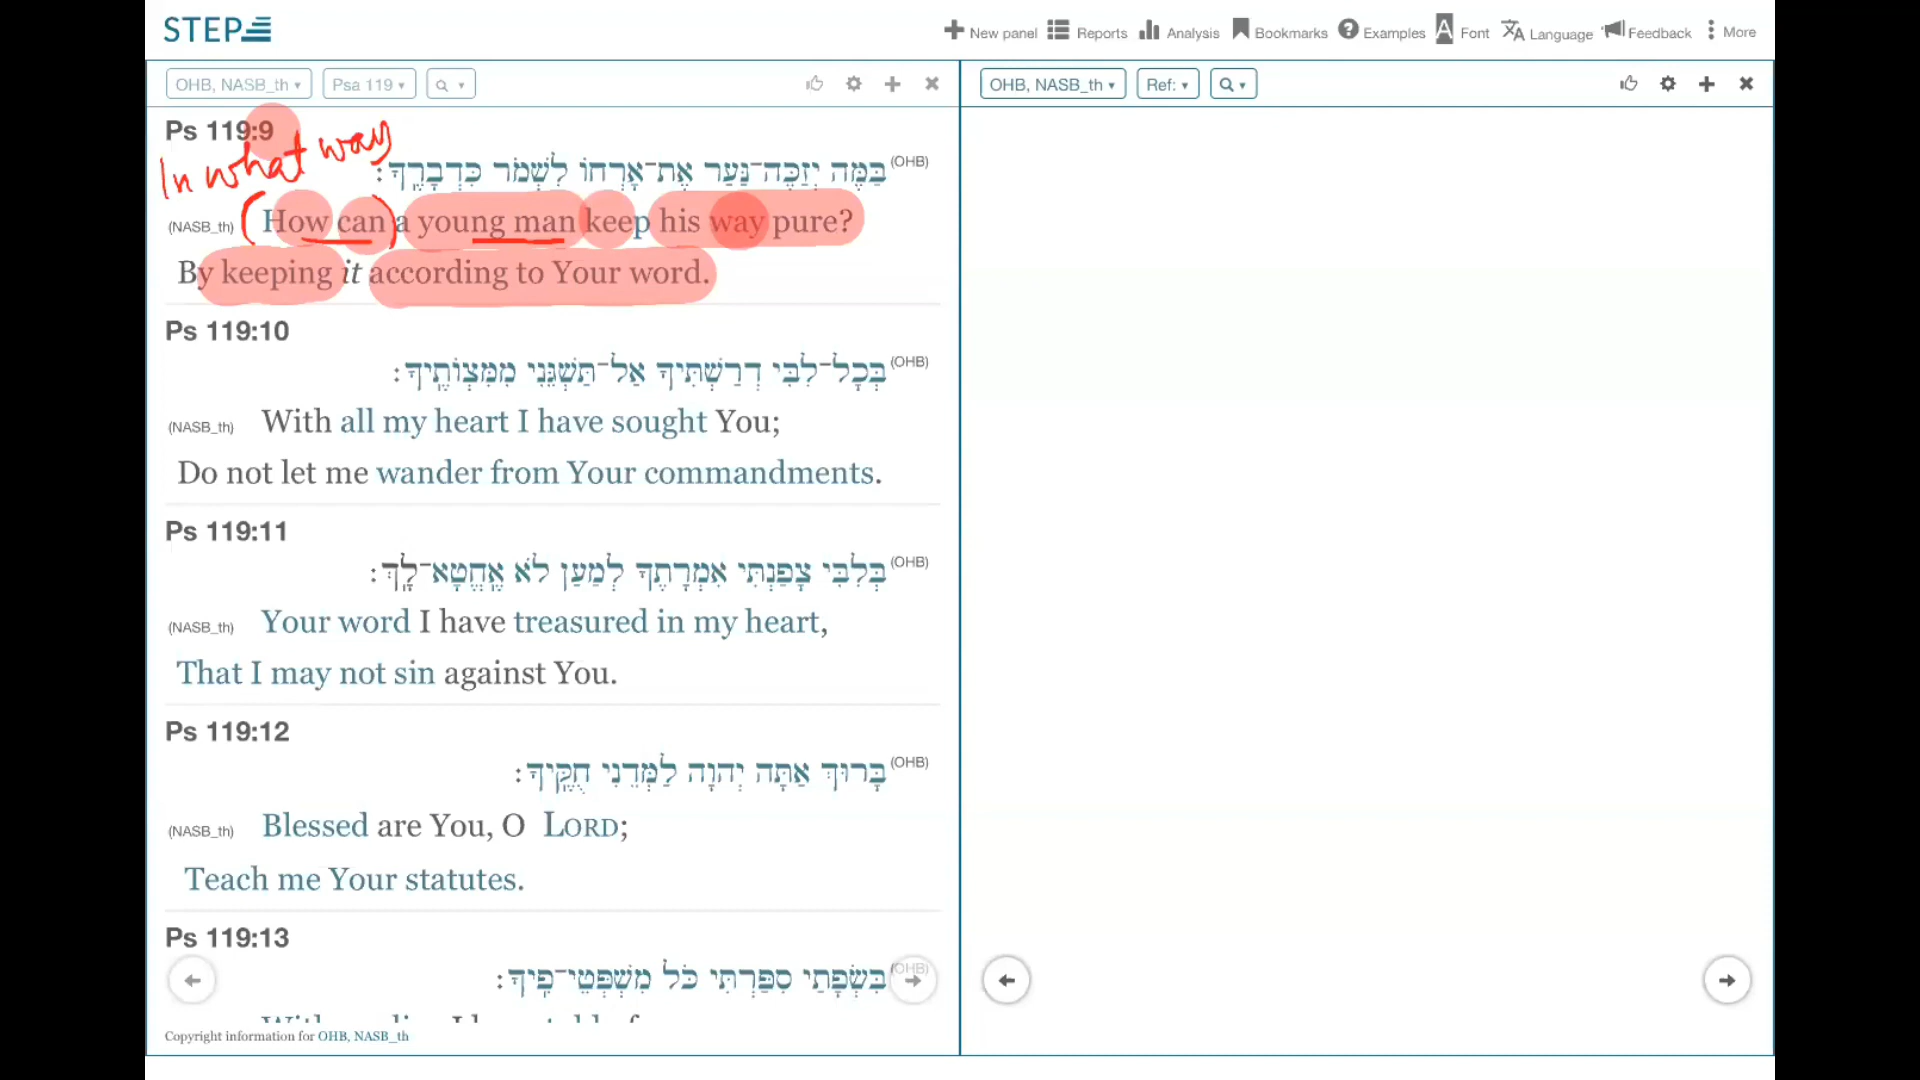 STEP
New panel Reports Analysis Bookmarks Examples A Font Language Feedback More
OHB, NASB_th Psa 119
OHB, NASB_th Ref:
Ps 119:9
In what way
בַּמֶּה יְזַכֶּה־נַּעַר אֶת־אָרְחוֹ לִשְׁמֹר כִּדְבָרֶךָ׃ (OHB)
(NASB_th) (How can) a young man keep his way pure?
By keeping it according to Your word.
Ps 119:10
בְּכָל־לִבִּי דְרַשְׁתִּיךָ אַל־תַּשְׁגֵּנִי מִמִּצְוֺתֶיךָ׃ (OHB)
(NASB_th) With all my heart I have sought You;
Do not let me wander from Your commandments.
Ps 119:11
בְּלִבִּי צָפַנְתִּי אִמְרָתֶךָ לְמַעַן לֹא אֶחֱטָא־לָךְ׃ (OHB)
(NASB_th) Your word I have treasured in my heart,
That I may not sin against You.
Ps 119:12
בָּרוּךְ אַתָּה יְהוָה לַמְּדֵנִי חֻקֶּיךָ׃ (OHB)
(NASB_th) Blessed are You, O LORD;
Teach me Your statutes.
Ps 119:13
בִּשְׂפָתַי סִפַּרְתִּי כֹּל מִשְׁפְּטֵי־פִיךָ׃ (OHB)
Copyright information for OHB, NASB_th